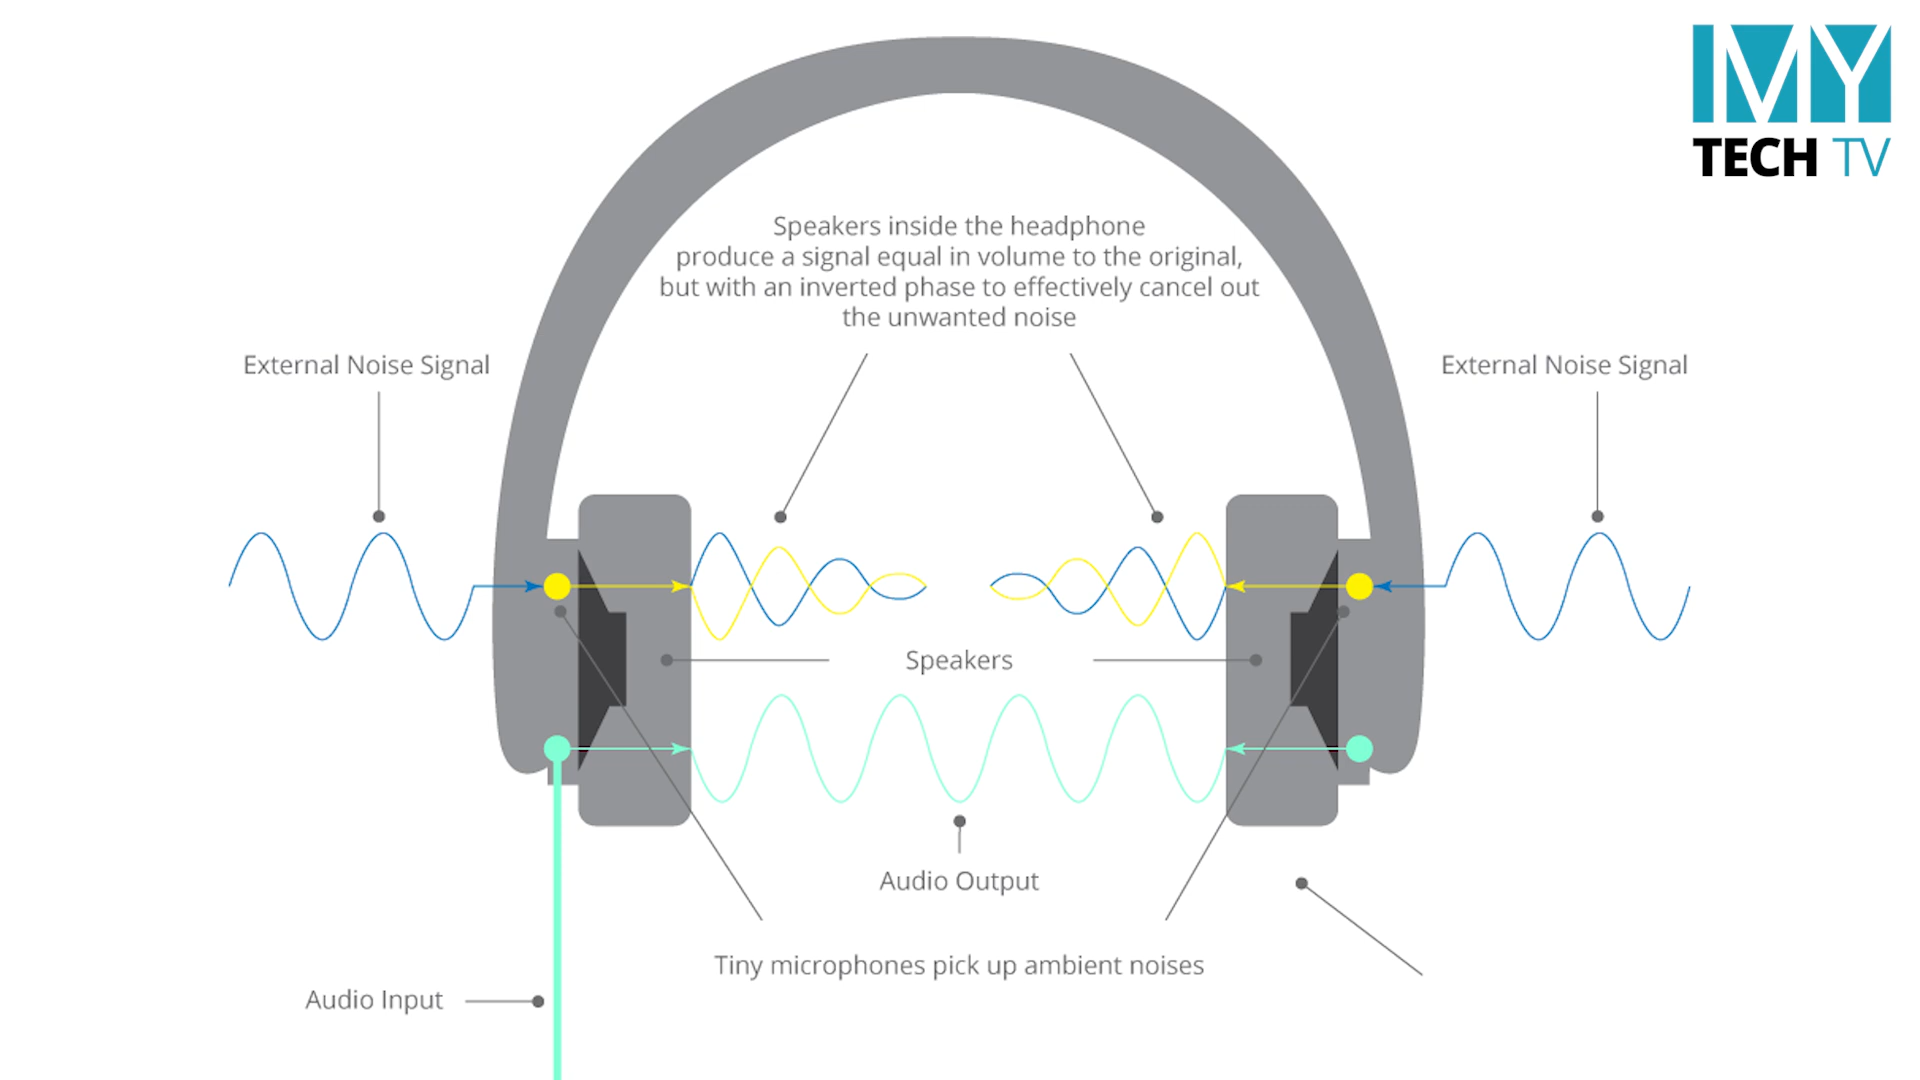 MY
TECH TV
Speakers inside the headphone
produce a signal equal in volume to the original,
but with an inverted phase to effectively cancel out
the unwanted noise
External Noise Signal
External Noise Signal
Speakers
Audio Output
Tiny microphones pick up ambient noises
Audio Input